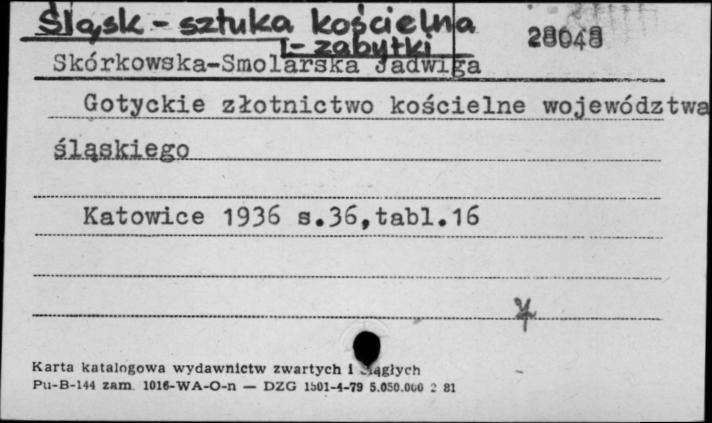 Śląsk - sztuka kościelna
- zabytki
28048
Skórkowska-Smolarska Jadwiga
Gotyckie złotnictwo kościelne województwa
śląskiego
Katowice 1936 s.36,tabl.16
Karta katalogowa wydawnictw zwartych i ciągłych
Pu-B-144 zam. 1016-WA-O-n — DZG 1501-4-79 5.050.000 2 81